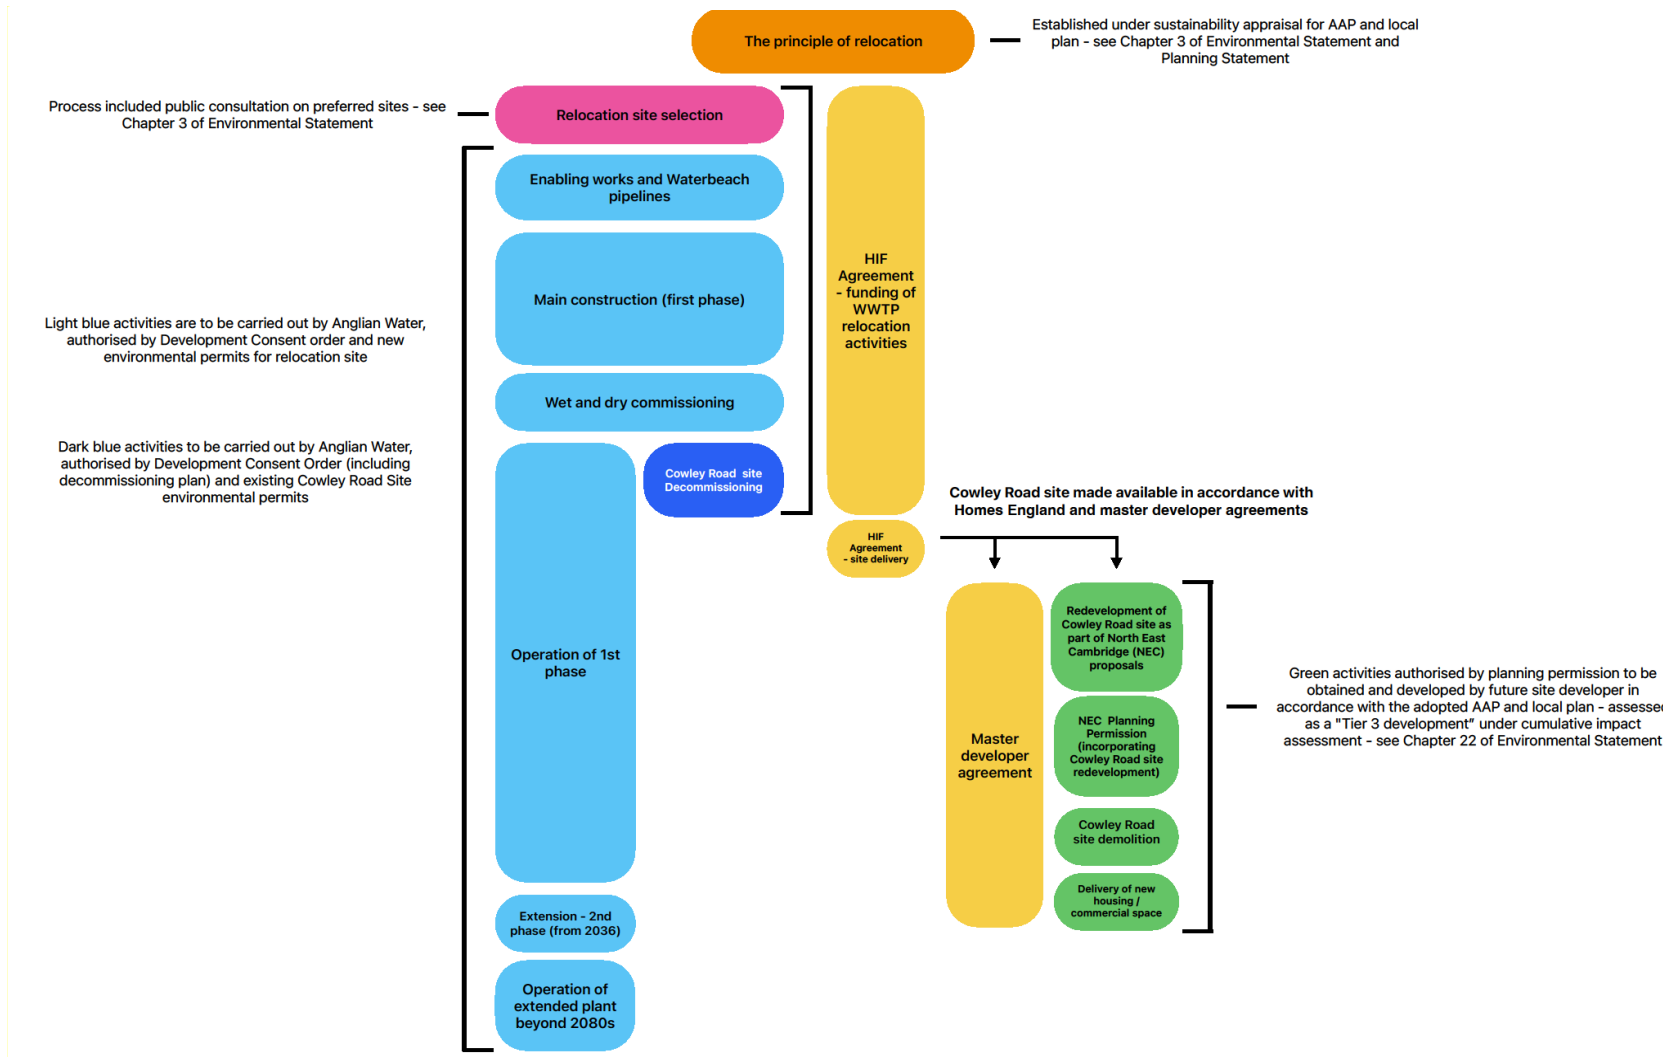 The principle of relocation
Established under sustainability appraisal for AAP and local
plan - see Chapter 3 of Environmental Statement and
Planning Statement
Process included public consultation on preferred sites - see
Chapter 3 of Environmental Statement
Relocation site selection
Enabling works and Waterbeach
pipelines
Main construction (first phase)
HIF
Agreement
- funding of
WWTP
relocation
activities
Light blue activities are to be carried out by Anglian Water,
authorised by Development Consent order and new
environmental permits for relocation site
Wet and dry commissioning
Dark blue activities to be carried out by Anglian Water,
authorised by Development Consent Order (including
decommissioning plan) and existing Cowley Road Site
environmental permits
Cowley Road site
Decommissioning
Cowley Road site made available in accordance with
Homes England and master developer agreements
HIF
Agreement
- site delivery
Operation of 1st
phase
Master
developer
agreement
Redevelopment of
Cowley Road site as
part of North East
Cambridge (NEC)
proposals
NEC Planning
Permission
(incorporating
Cowley Road site
redevelopment)
Cowley Road
site demolition
Delivery of new
housing /
commercial space
Green activities authorised by planning permission to be
obtained and developed by future site developer in
accordance with the adopted AAP and local plan - assessed
as a "Tier 3 development" under cumulative impact
assessment - see Chapter 22 of Environmental Statement
Extension - 2nd
phase (from 2036)
Operation of
extended plant
beyond 2080s